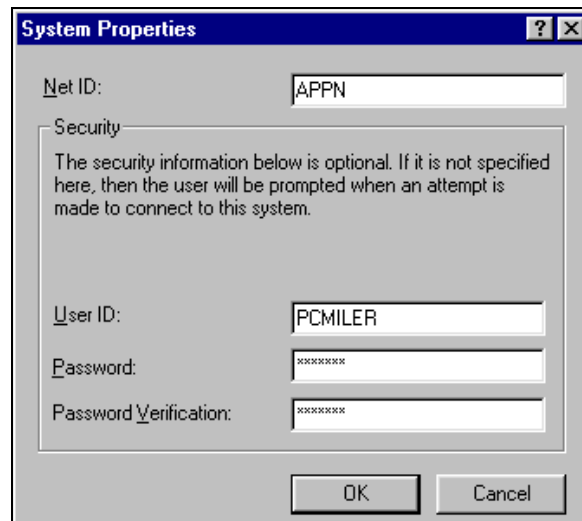 System Properties
Net ID:
APPN
Security
The security information below is optional. If it is not specified
here, then the user will be prompted when an attempt is
made to connect to this system.
User ID:
PCMILER
Password:
*******
Password Verification:
*******
OK
Cancel